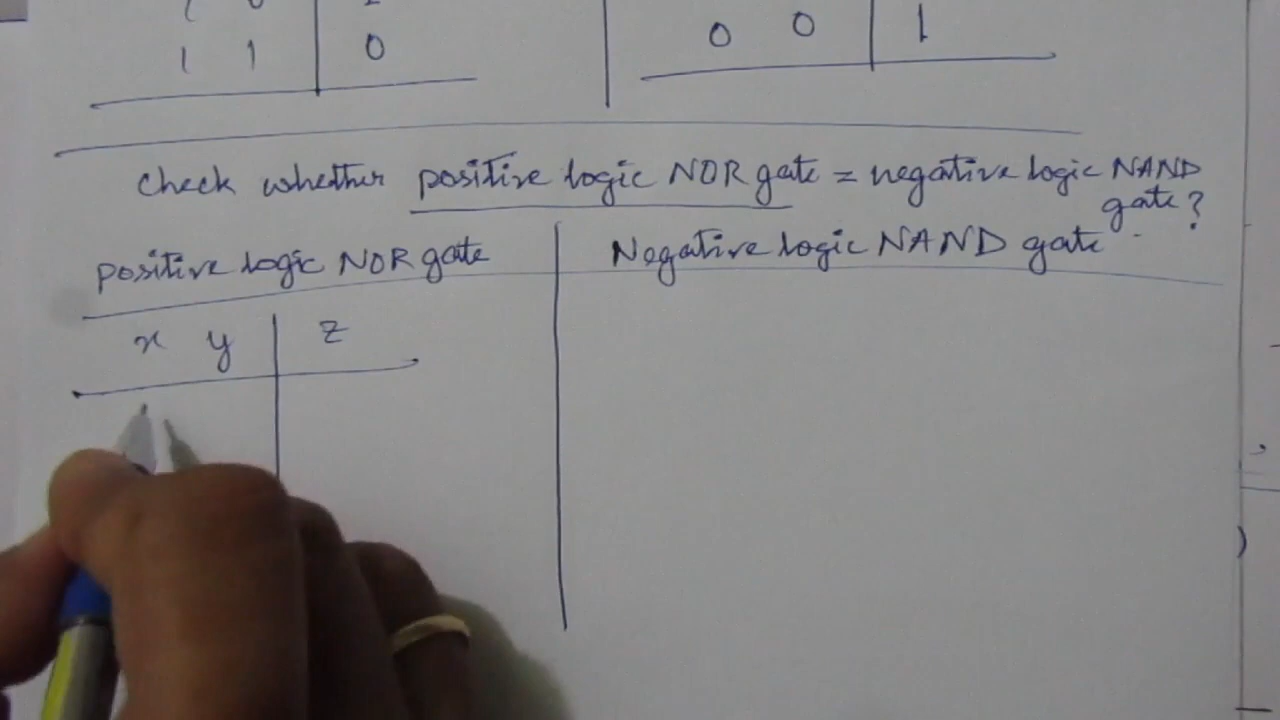 1 1 0
0 0 1
Check whether positive logic NOR gate = negative logic NAND
gate?
positive logic NOR gate
Negative logic NAND gate
x y z